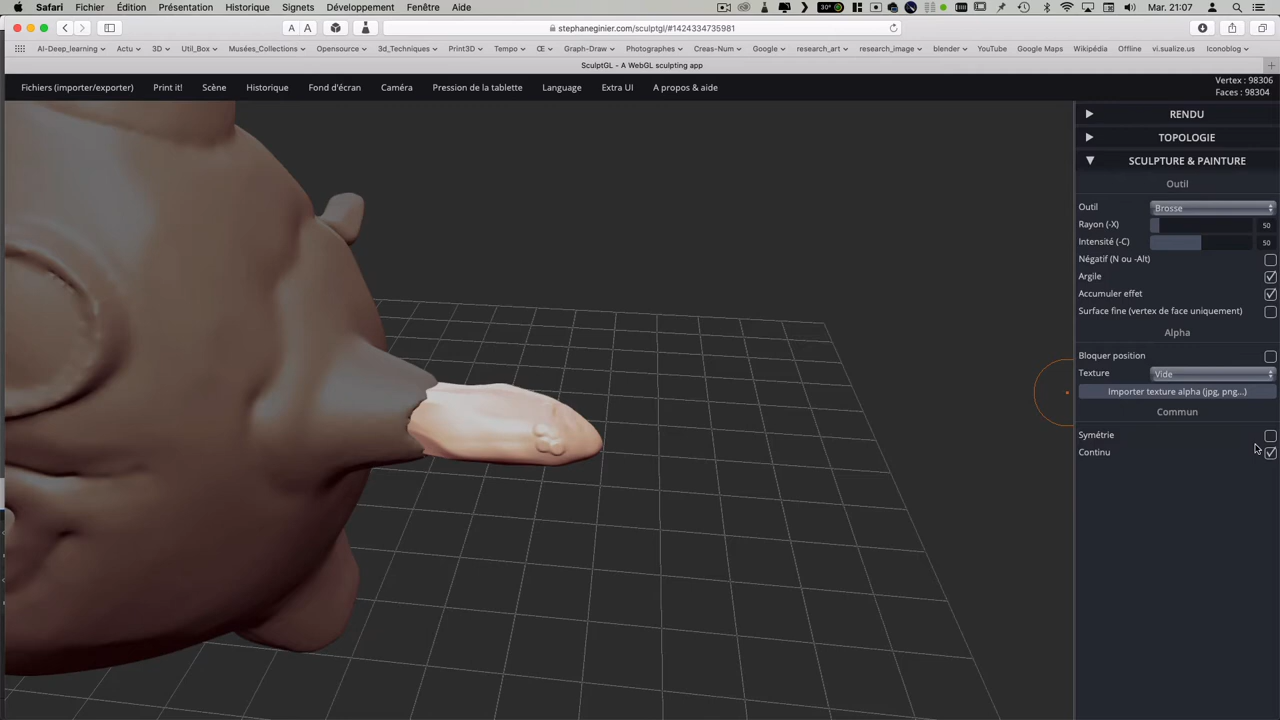 Safari Fichier Édition Présentation Historique Signets Développement Fenêtre Aide 30° Mar. 21:07
A A stephaneginier.com/sculptgl/#1424334735981
AI-Deep_learning Actu 3D Util_Box Musées_Collections Opensource 3d_Techniques Print3D Tempo Œ Graph-Draw Photographes Creas-Num Google research_art research_image blender YouTube Google Maps Wikipédia Offline vi.sualize.us Iconoblog
SculptGL - A WebGL sculpting app
Fichiers (importer/exporter) Print it! Scène Historique Fond d'écran Caméra Pression de la tablette Language Extra UI A propos & aide
Vertex : 98306
Faces : 98304
RENDU
TOPOLOGIE
SCULPTURE & PAINTURE
Outil
Outil Brosse
Rayon (-X) 50
Intensité (-C) 50
Négatif (N ou -Alt)
Argile
Accumuler effet
Surface fine (vertex de face uniquement)
Alpha
Bloquer position
Texture Vide
Importer texture alpha (jpg, png...)
Commun
Symétrie
Continu